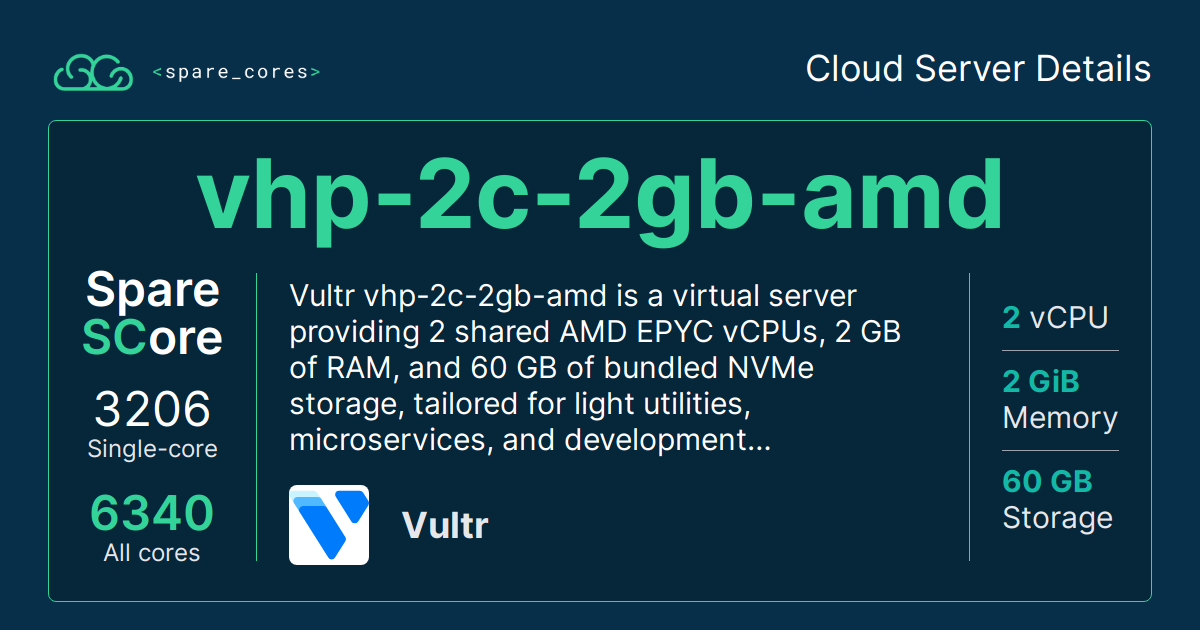 <spare_cores>
Cloud Server Details
vhp-2c-2gb-amd
Spare
SCore
3206
Single-core
6340
All cores
Vultr vhp-2c-2gb-amd is a virtual server
providing 2 shared AMD EPYC vCPUs, 2 GB
of RAM, and 60 GB of bundled NVMe
storage, tailored for light utilities,
microservices, and development...
Vultr
2 vCPU
2 GiB
Memory
60 GB
Storage